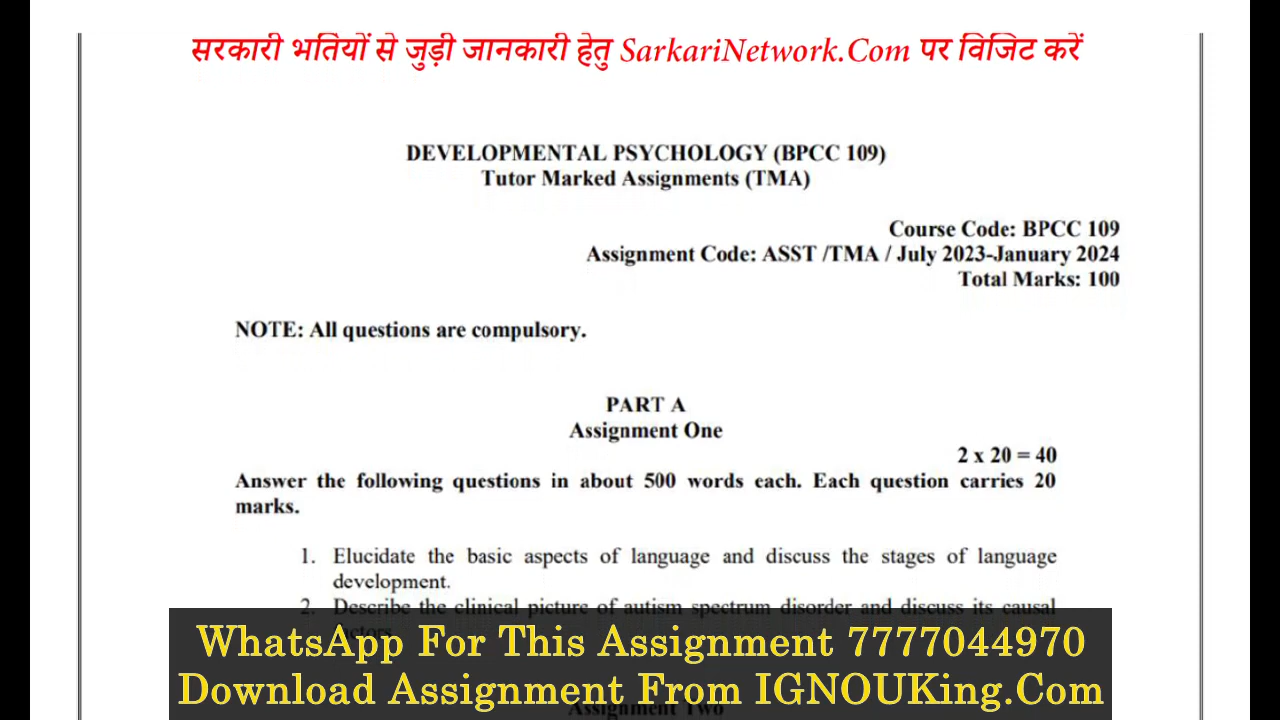 सरकारी भर्तियों से जुड़ी जानकारी हेतु SarkariNetwork.Com पर विजिट करें
DEVELOPMENTAL PSYCHOLOGY (BPCC 109)
Tutor Marked Assignments (TMA)
Course Code: BPCC 109
Assignment Code: ASST /TMA / July 2023-January 2024
Total Marks: 100
NOTE: All questions are compulsory.
PART A
Assignment One
2 x 20 = 40
Answer the following questions in about 500 words each. Each question carries 20
marks.
1. Elucidate the basic aspects of language and discuss the stages of language
development.
2. Describe the clinical picture of autism spectrum disorder and discuss its causal
factors.
WhatsApp For This Assignment 7777044970
Download Assignment From IGNOUKing.Com
Assignment Two